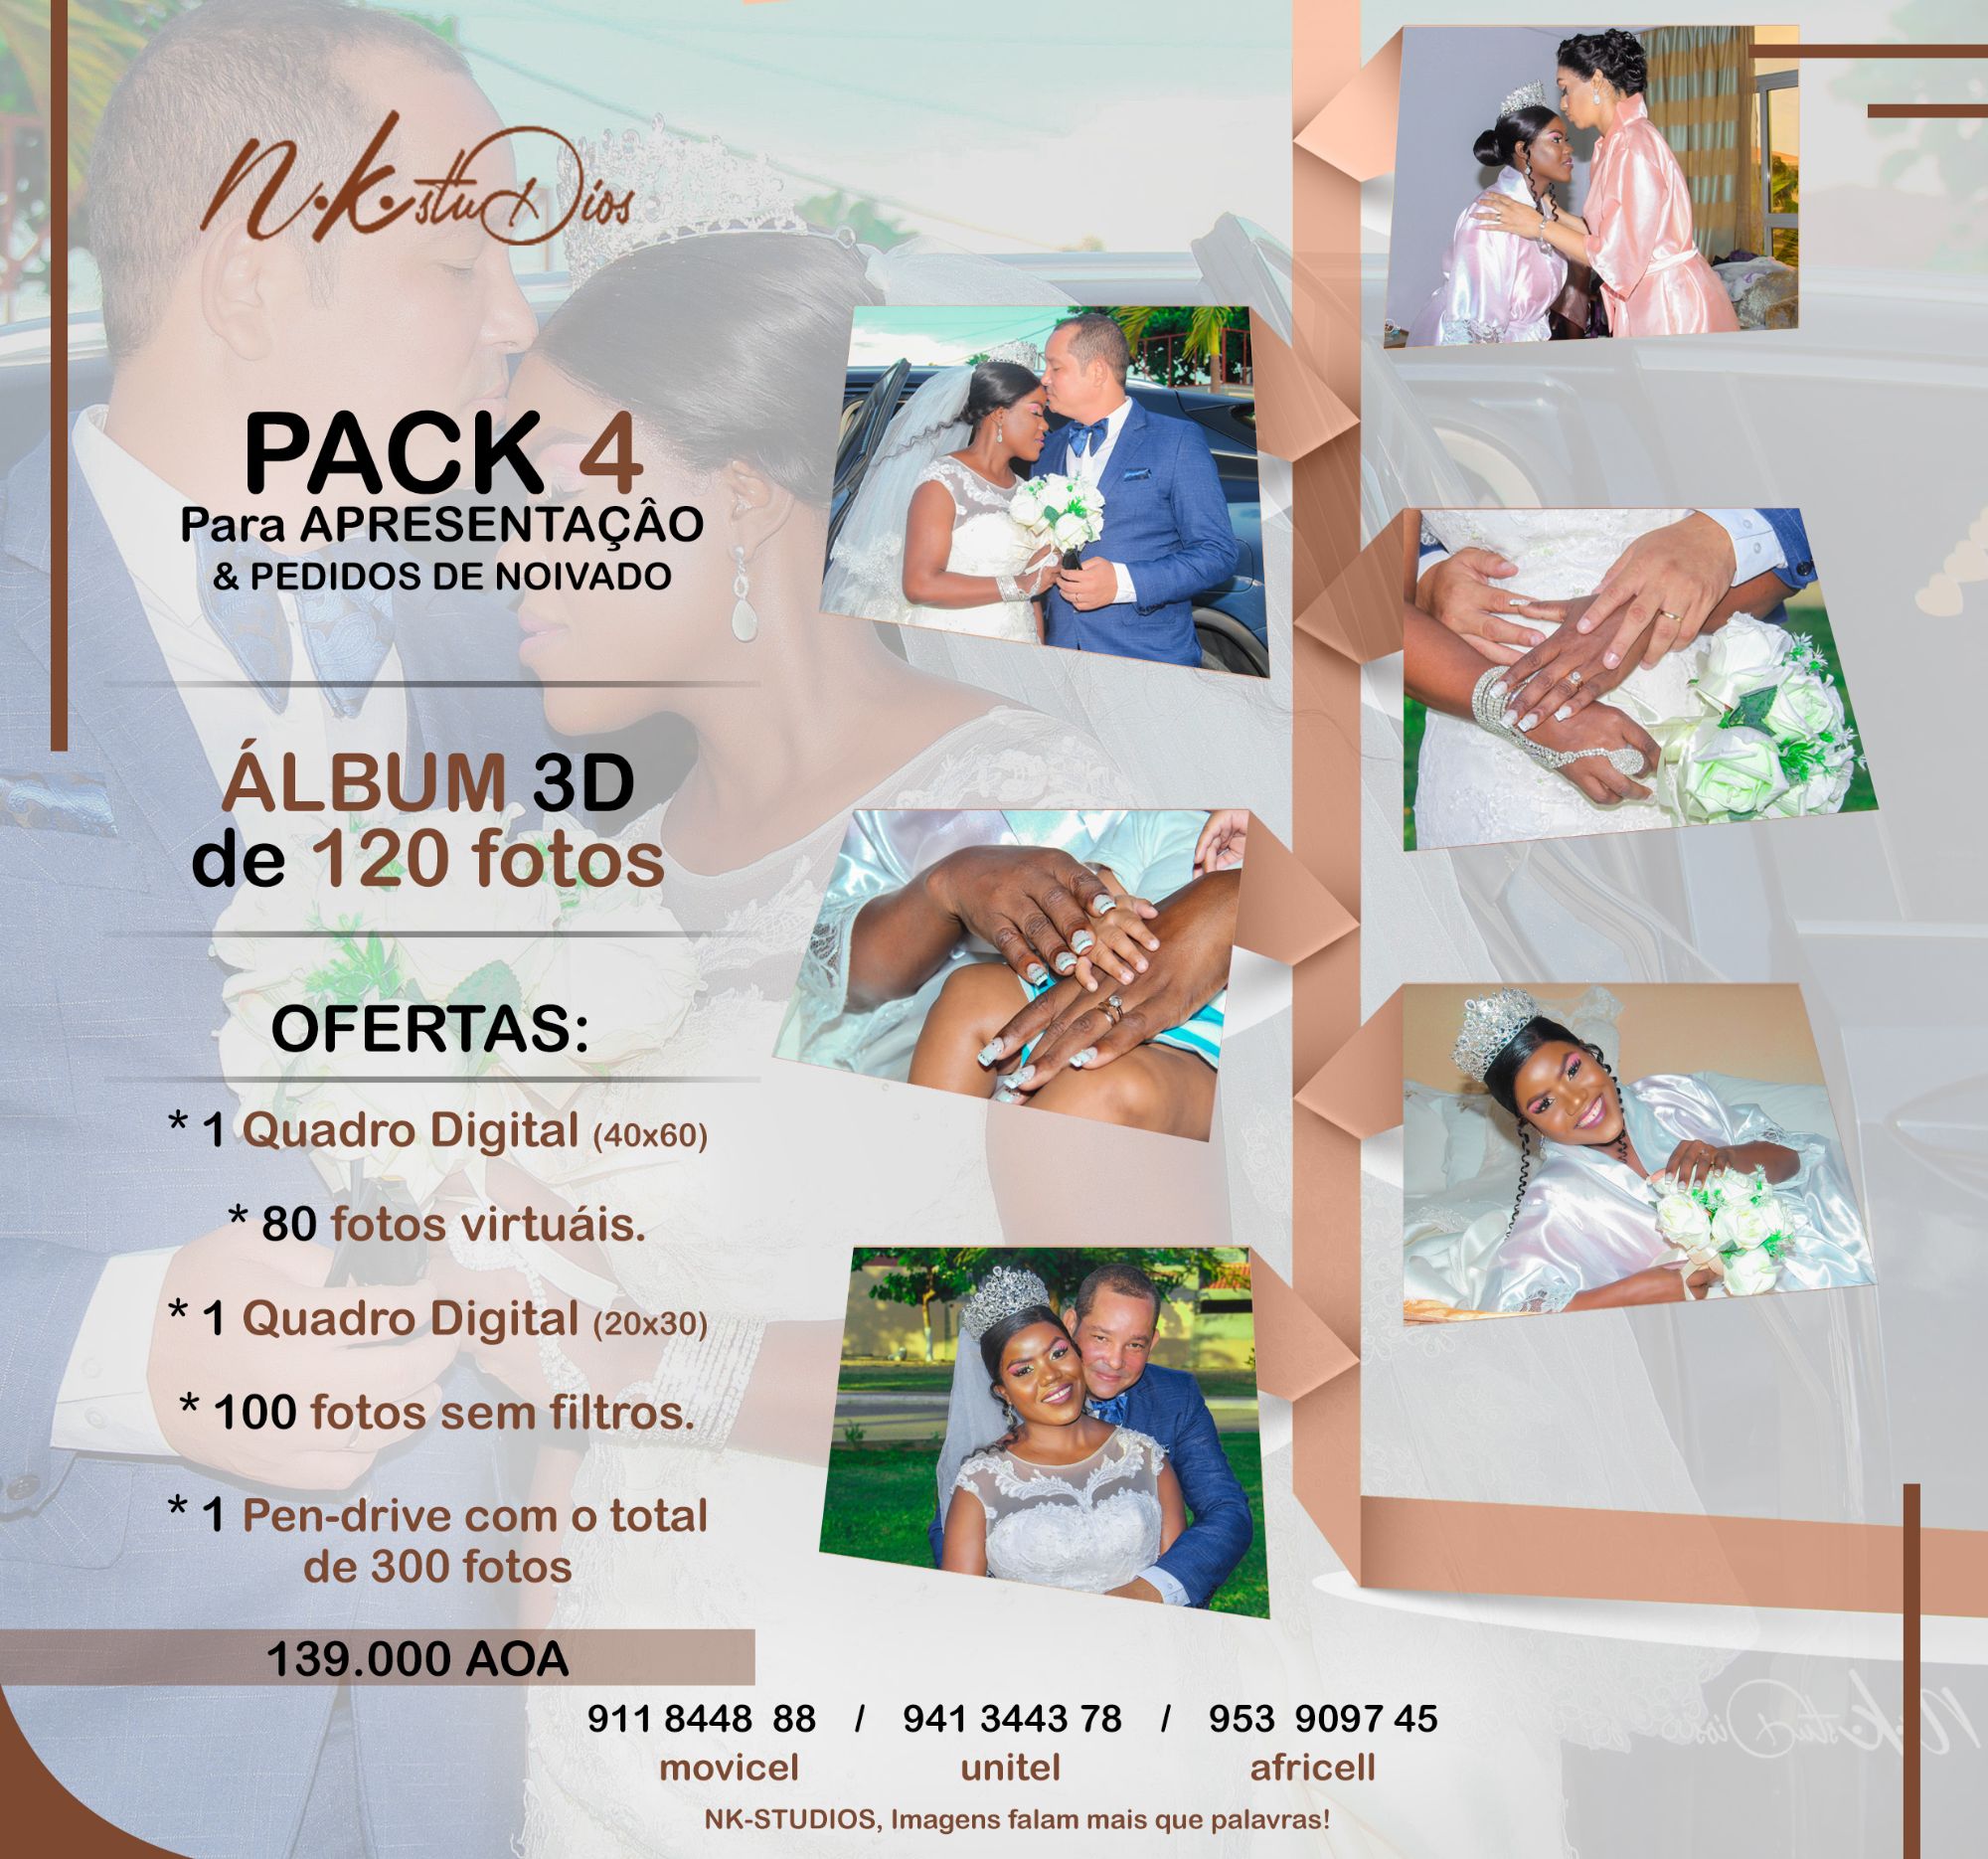 N.K.stuDios
PACK 4
Para APRESENTAÇÂO
& PEDIDOS DE NOIVADO
ÁLBUM 3D
de 120 fotos
OFERTAS:
* 1 Quadro Digital (40x60)
* 80 fotos virtuáis.
* 1 Quadro Digital (20x30)
* 100 fotos sem filtros.
* 1 Pen-drive com o total
de 300 fotos
139.000 AOA
911 8448 88 / 941 3443 78 / 953 9097 45
movicel unitel africell
NK-STUDIOS, Imagens falam mais que palavras!
N.K.stuDios